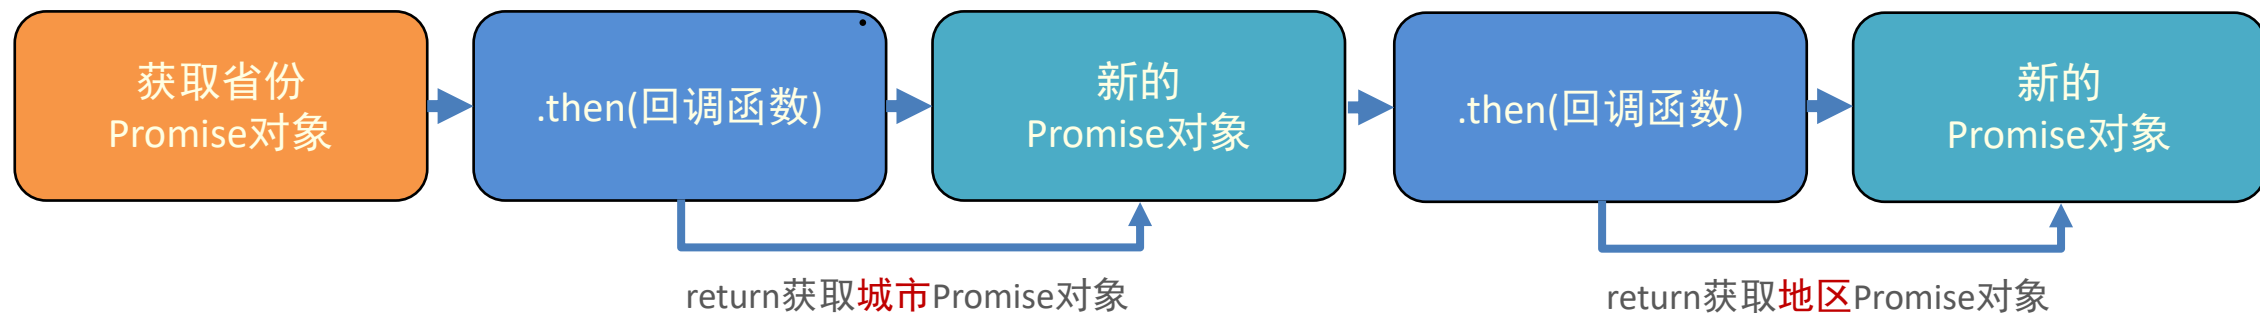 获取省份
Promise对象
.then(回调函数)
新的
Promise对象
.then(回调函数)
新的
Promise对象
return获取城市Promise对象
return获取地区Promise对象